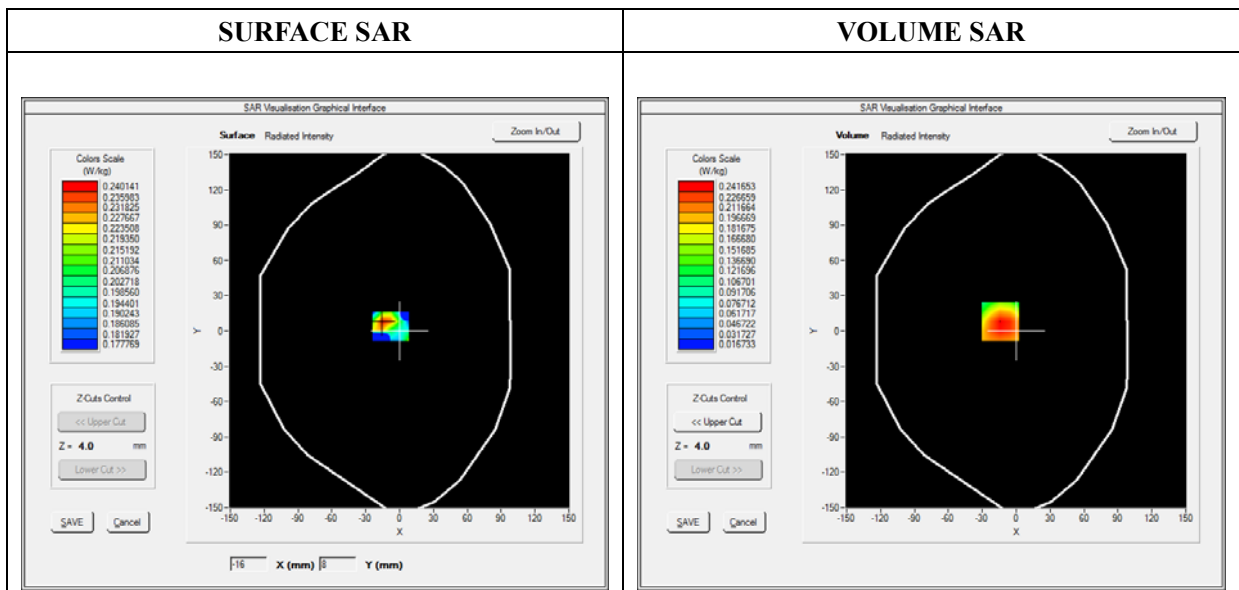 SURFACE SAR
SAR Visualisation Graphical Interface
Surface Radiated Intensity
Zoom In/Out
Colors Scale
(W/kg)
0.240141
0.235983
0.231825
0.227667
0.223508
0.219350
0.215192
0.211034
0.206876
0.202718
0.198560
0.194401
0.190243
0.186085
0.181927
0.177769
Z-Cuts Control
<< Upper Cut
Z = 4.0 mm
Lower Cut >>
SAVE Cancel
150
120
90
60
30
0
-30
-60
-90
-120
-150
Y
-150 -120 -90 -60 -30 0 30 60 90 120 150
X
-16 X (mm) 8 Y (mm)
VOLUME SAR
SAR Visualisation Graphical Interface
Volume Radiated Intensity
Zoom In/Out
Colors Scale
(W/kg)
0.241653
0.226659
0.211664
0.196669
0.181675
0.166680
0.151685
0.136690
0.121696
0.106701
0.091706
0.076712
0.061717
0.046722
0.031727
0.016733
Z-Cuts Control
<< Upper Cut
Z = 4.0 mm
Lower Cut >>
SAVE Cancel
150
120
90
60
30
0
-30
-60
-90
-120
-150
Y
-150 -120 -90 -60 -30 0 30 60 90 120 150
X